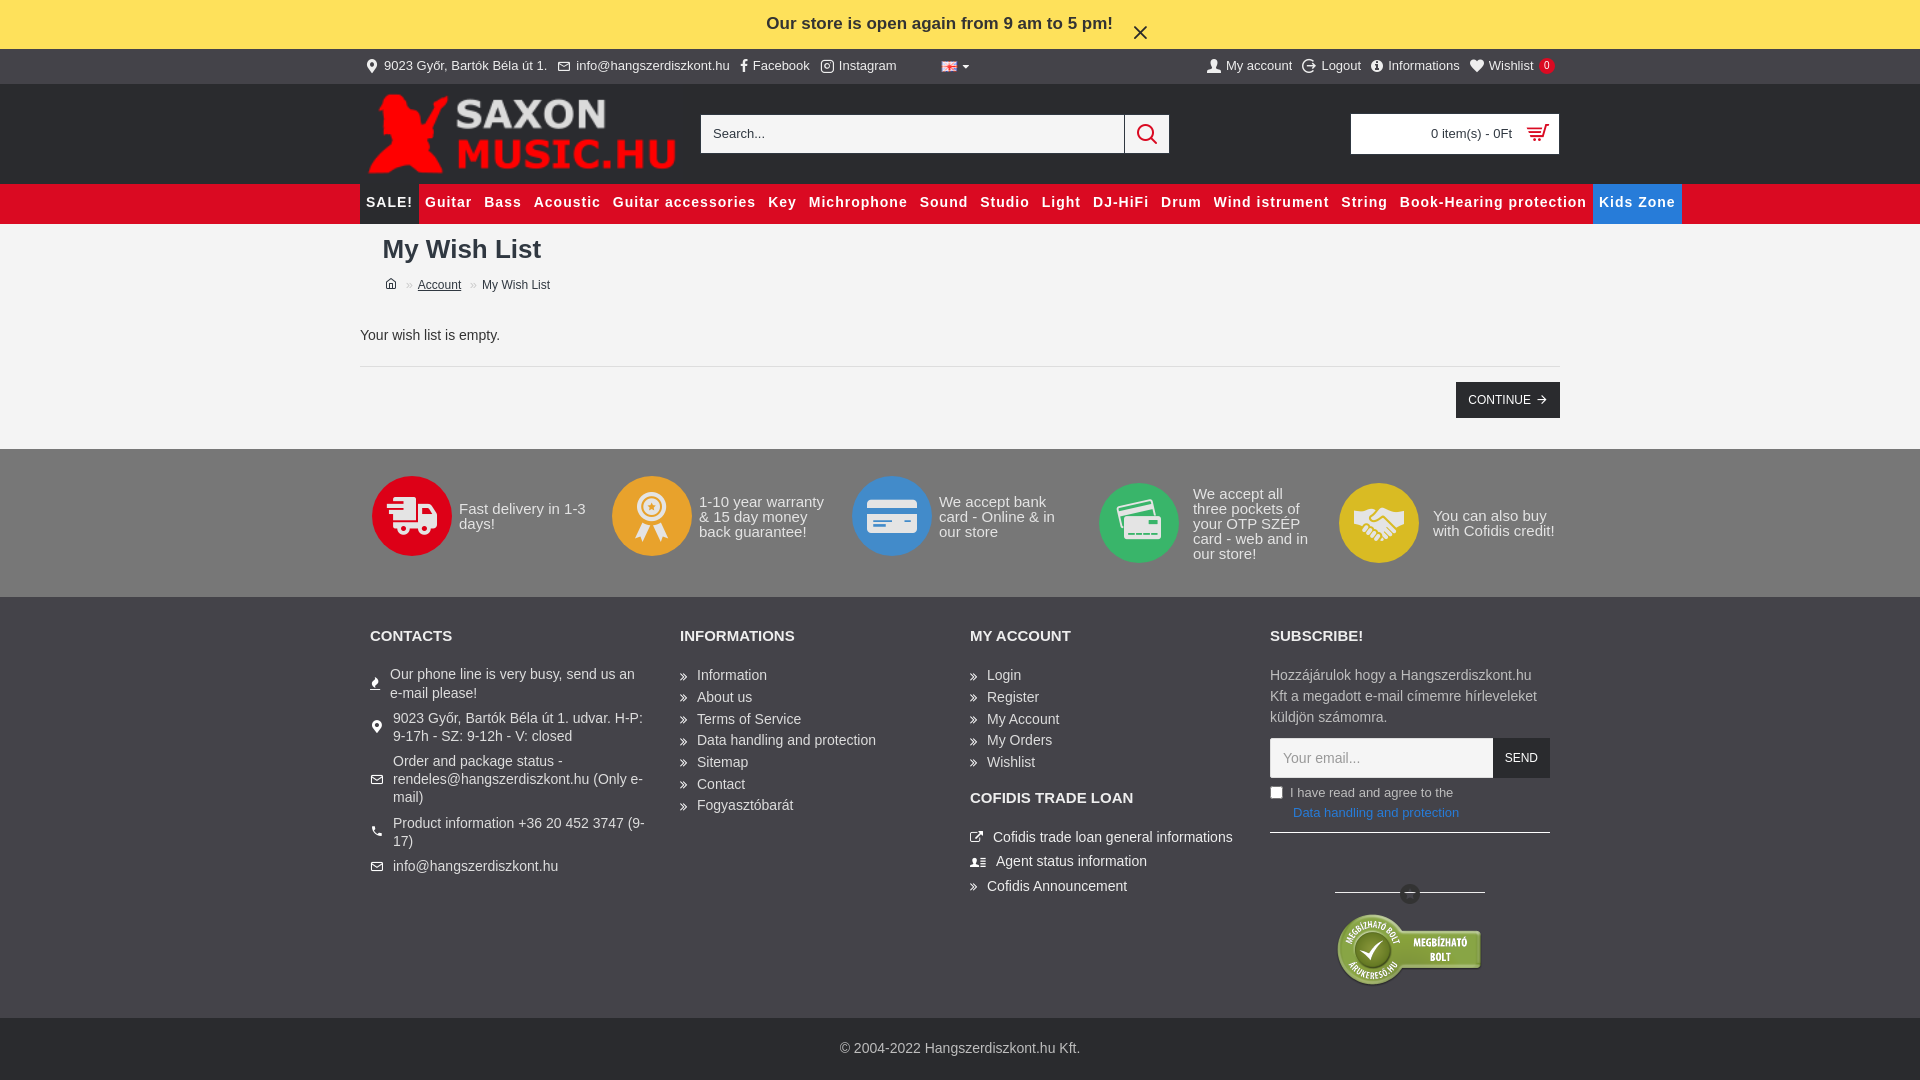 Our store is open again from 9 am to 5 pm!
9023 Győr, Bartók Béla út 1.
info@hangszerdiszkont.hu
Facebook
Instagram
My account
Logout
Informations
Wishlist 0
SAXON
MUSIC.HU
Search...
0 item(s) - 0Ft
SALE! Guitar Bass Acoustic Guitar accessories Key Michrophone Sound Studio Light DJ-HiFi Drum Wind instrument String Book-Hearing protection Kids Zone
My Wish List
» Account » My Wish List
Your wish list is empty.
CONTINUE
Fast delivery in 1-3
days!
1-10 year warranty
& 15 day money
back guarantee!
We accept bank
card - Online & in
our store
We accept all
three pockets of
your OTP SZÉP
card - web and in
our store!
You can also buy
with Cofidis credit!
CONTACTS
Our phone line is very busy, send us an
e-mail please!
9023 Győr, Bartók Béla út 1. udvar. H-P:
9-17h - SZ: 9-12h - V: closed
Order and package status -
rendeles@hangszerdiszkont.hu (Only e-
mail)
Product information +36 20 452 3747 (9-
17)
info@hangszerdiszkont.hu
INFORMATIONS
Information
About us
Terms of Service
Data handling and protection
Sitemap
Contact
Fogyasztóbarát
MY ACCOUNT
Login
Register
My Account
My Orders
Wishlist
COFIDIS TRADE LOAN
Cofidis trade loan general informations
Agent status information
Cofidis Announcement
SUBSCRIBE!
Hozzájárulok hogy a Hangszerdiszkont.hu
Kft a megadott e-mail címemre hírleveleket
küldjön számomra.
Your email...
SEND
I have read and agree to the
Data handling and protection
MEGBÍZHATÓ BOLT
ÁRUKERESO.HU
MEGBÍZHATÓ
BOLT
© 2004-2022 Hangszerdiszkont.hu Kft.